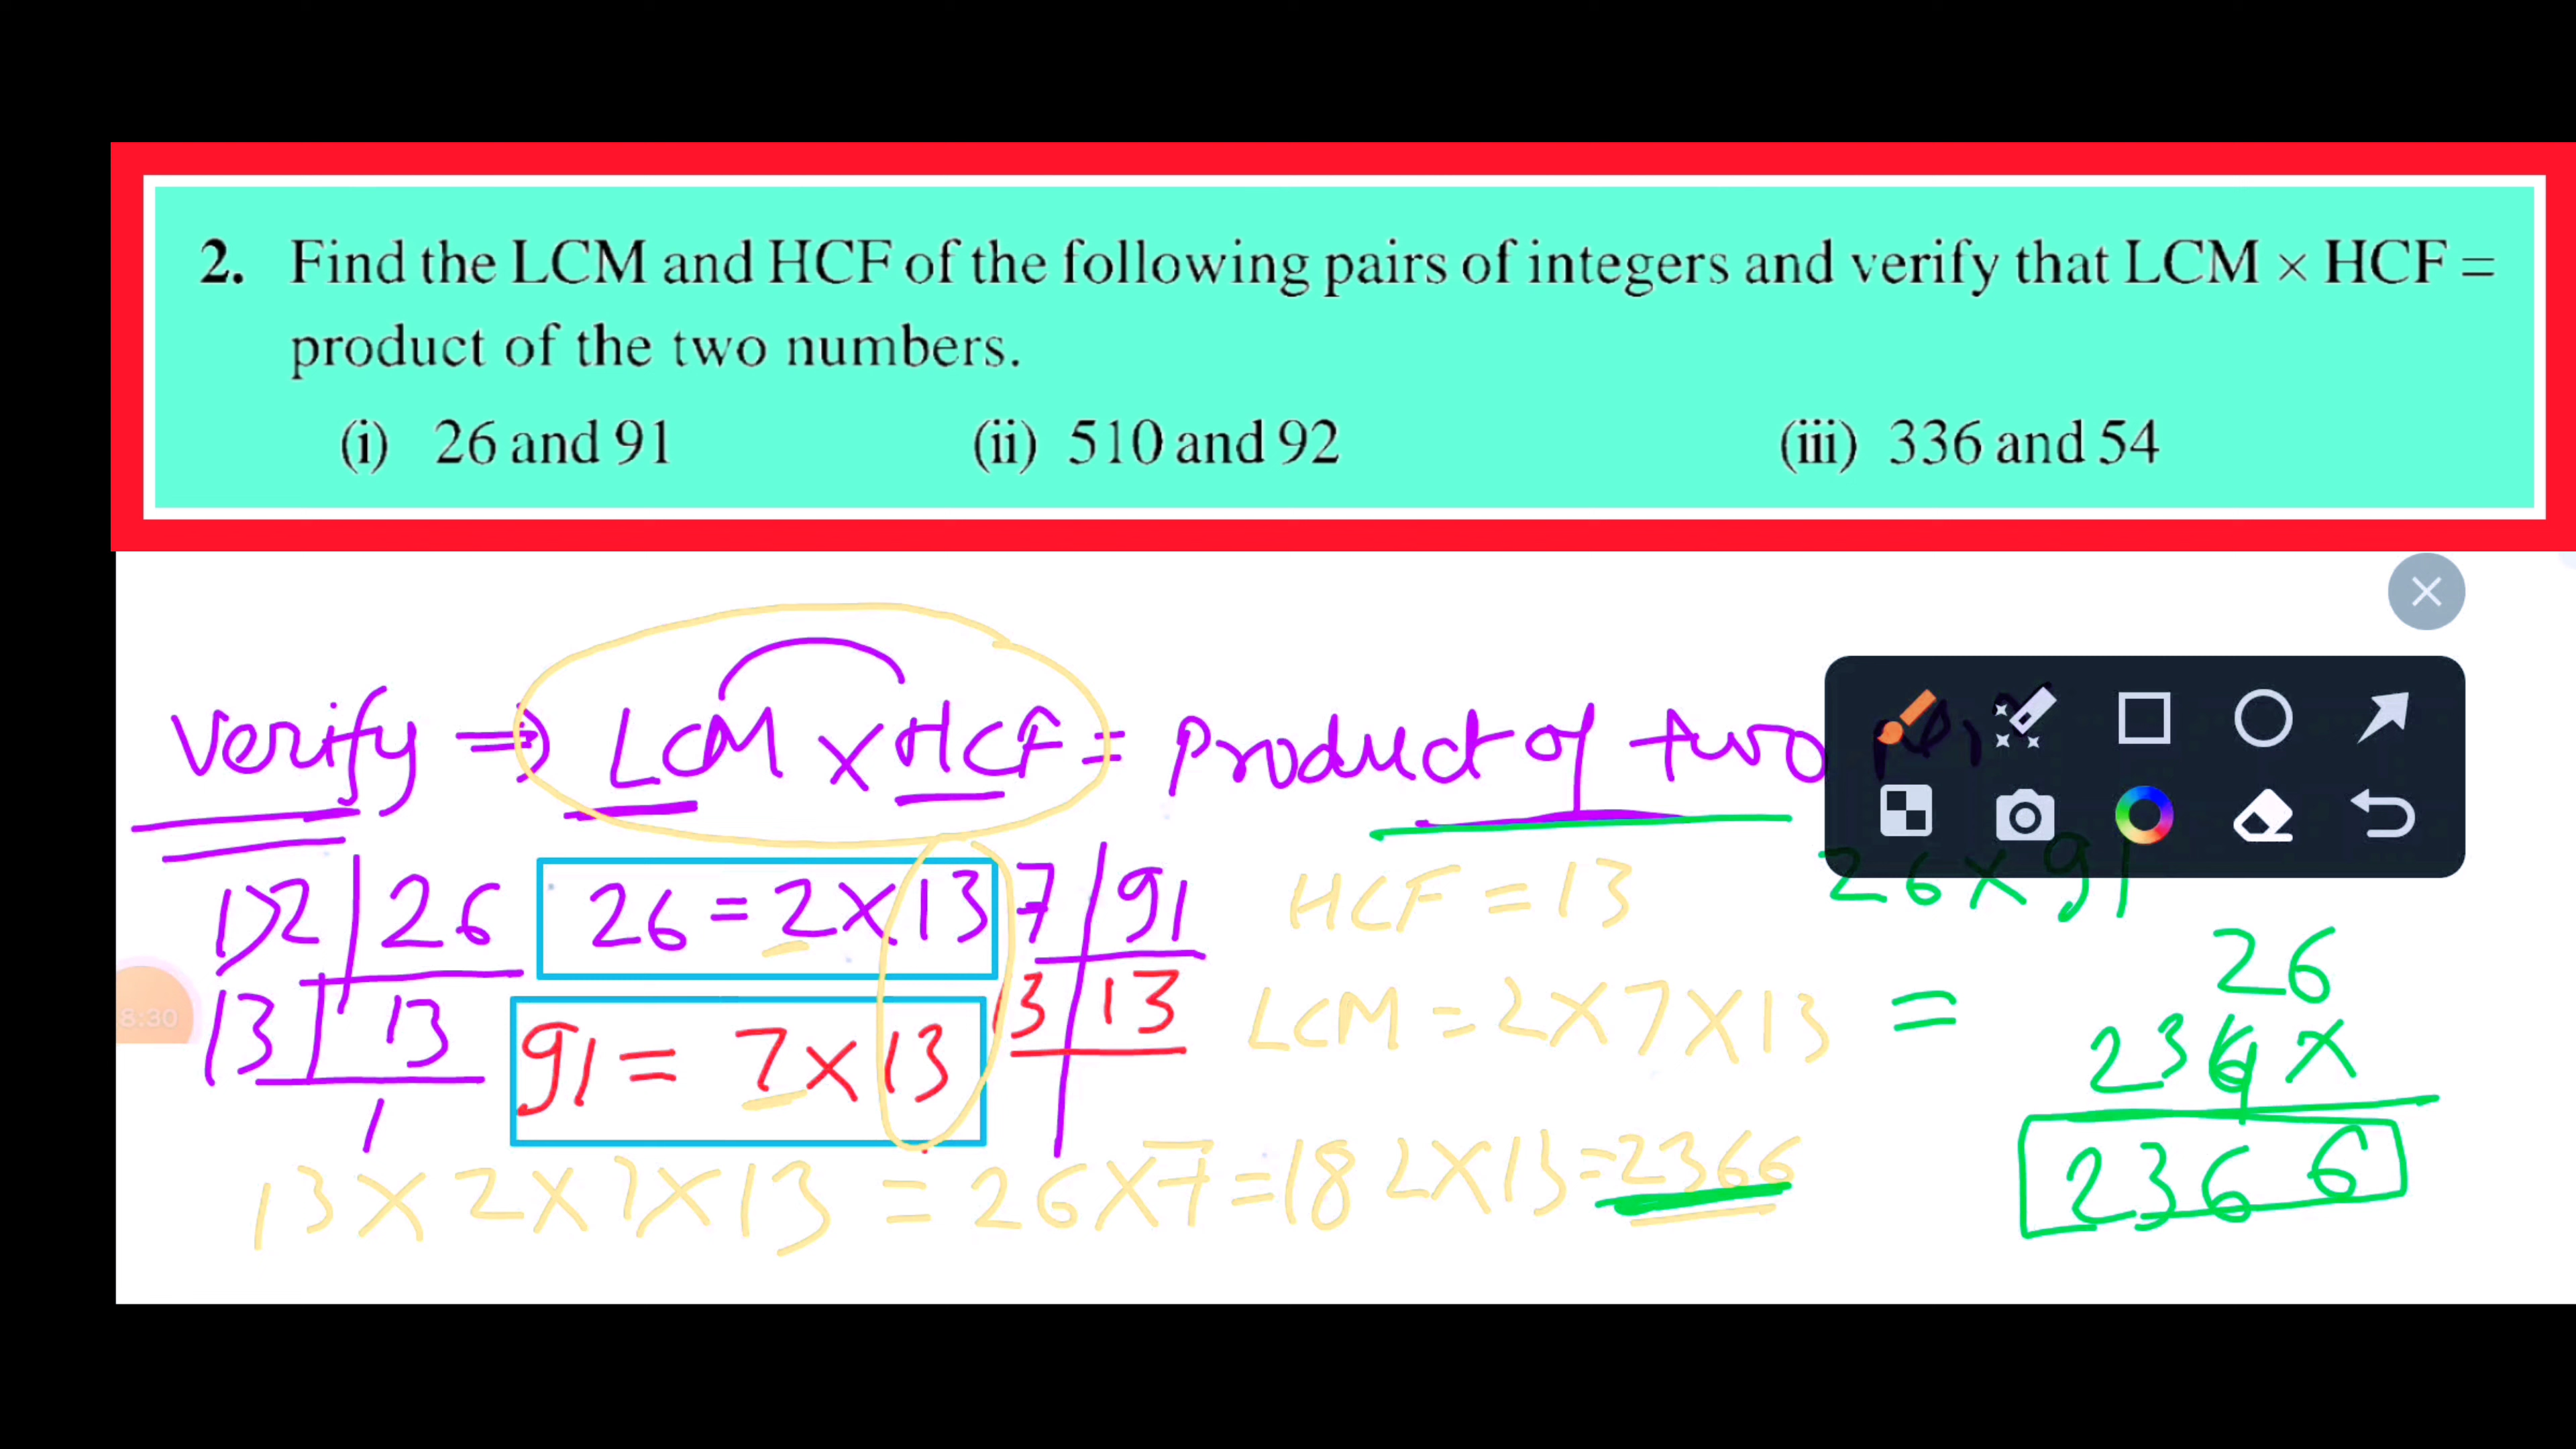 2. Find the LCM and HCF of the following pairs of integers and verify that LCM × HCF =
product of the two numbers.
(i) 26 and 91 (ii) 510 and 92 (iii) 336 and 54
Verify ⇒ LCM × HCF = product of two
2 | 26 26 = 2 × 13 7 | 91 HCF = 13 26 × 91
13 | 13 91 = 7 × 13 13 | 13 LCM = 2 × 7 × 13 = 26
1 234 ×
13 × 2 × 7 × 13 = 26 × 7 = 182 × 13 = 2366 2366
8:30